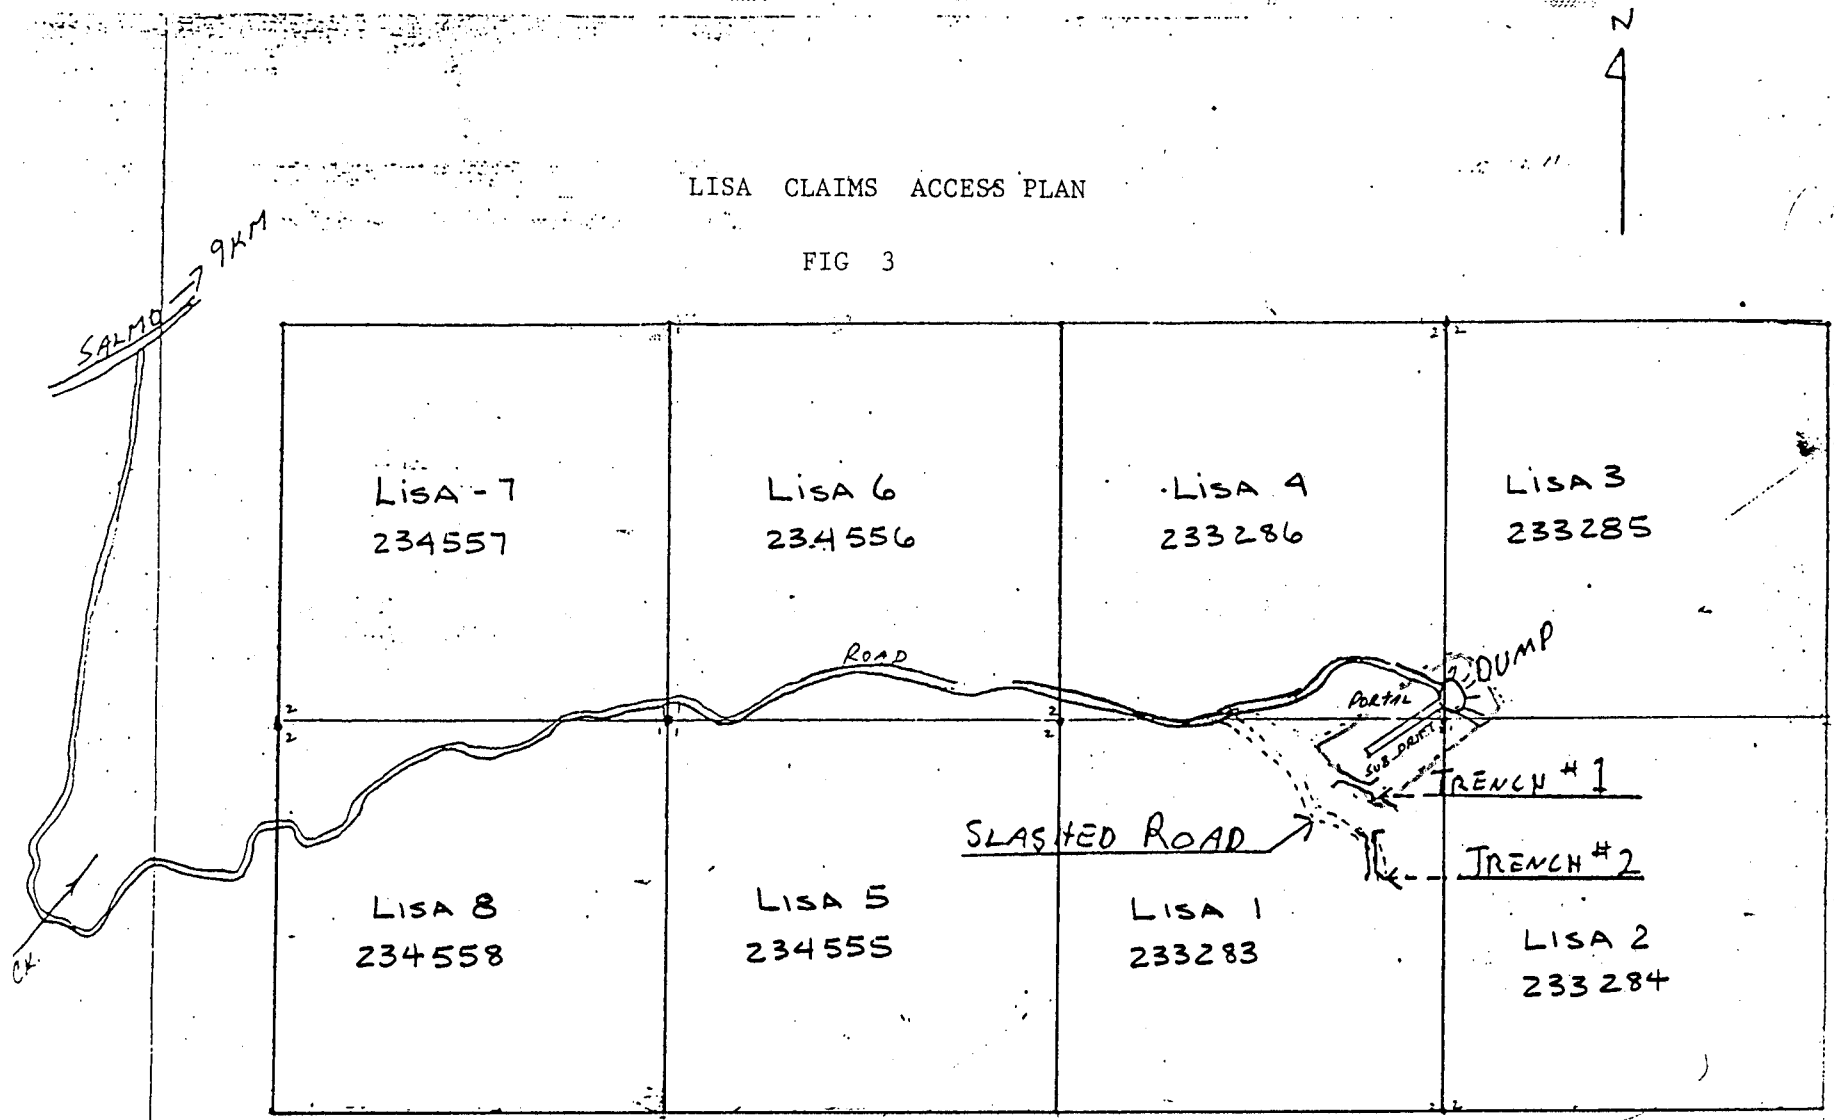 N
LISA CLAIMS ACCESS PLAN
FIG 3
9KM
SALMO
LISA - 7
234557
LISA 6
234556
LISA 4
233286
LISA 3
233285
ROAD
DUMP
PORTAL
SUB DRIFT
TRENCH #1
SLASHED ROAD
TRENCH #2
LISA 8
234558
LISA 5
234555
LISA 1
233283
LISA 2
233284
CK.